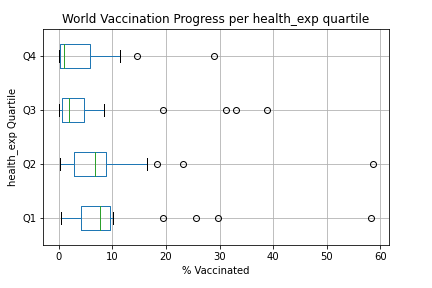 World Vaccination Progress per health_exp quartile
Q4
Q3
Q2
Q1
health_exp Quartile
0 10 20 30 40 50 60
% Vaccinated